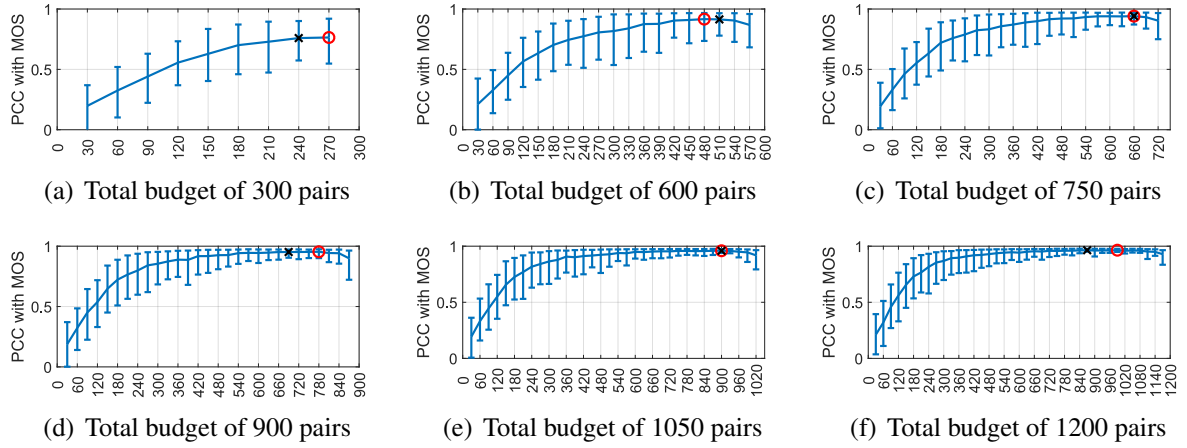 1
0.5
0
PCC with MOS
0 30 60 90 120 150 180 210 240 270 300
(a) Total budget of 300 pairs
1
0.5
0
PCC with MOS
0 30 60 90 120 150 180 210 240 270 300 330 360 390 420 450 480 510 540 570 600
(b) Total budget of 600 pairs
1
0.5
0
PCC with MOS
0 60 120 180 240 300 360 420 480 540 600 660 720
(c) Total budget of 750 pairs
1
0.5
0
PCC with MOS
0 60 120 180 240 300 360 420 480 540 600 660 720 780 840 900
(d) Total budget of 900 pairs
1
0.5
0
PCC with MOS
0 60 120 180 240 300 360 420 480 540 600 660 720 780 840 900 960 1020
(e) Total budget of 1050 pairs
1
0.5
0
PCC with MOS
0 60 120 180 240 300 360 420 480 540 600 660 720 780 840 900 960 1020 1080 1140 1200
(f) Total budget of 1200 pairs